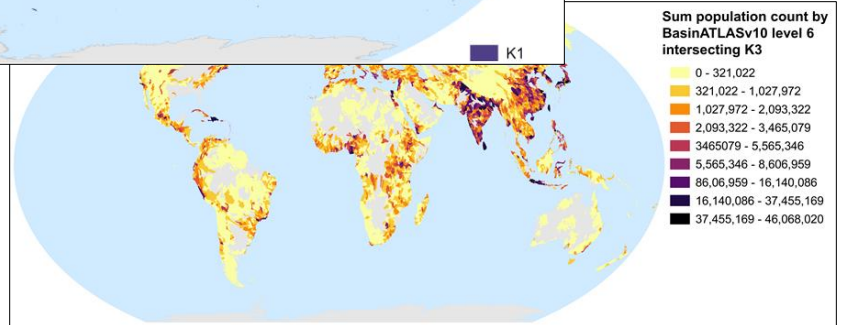 K1
Sum population count by
BasinATLASv10 level 6
intersecting K3
0 - 321,022
321,022 - 1,027,972
1,027,972 - 2,093,322
2,093,322 - 3,465,079
3465079 - 5,565,346
5,565,346 - 8,606,959
86,06,959 - 16,140,086
16,140,086 - 37,455,169
37,455,169 - 46,068,020